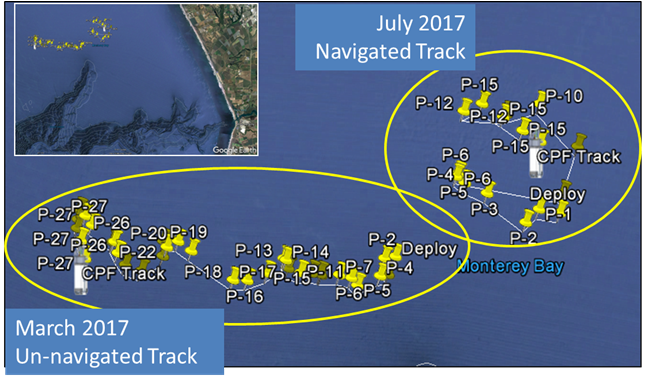 July 2017
Navigated Track
P-15
P-10
P-12
P-12
P-15
P-15
P-15
CPF Track
P-6
P-4
P-6
P-5
P-3
Deploy
P-1
P-2
Monterey Bay
Google Earth
P-27
P-27
P-26
P-27
P-26
P-20
P-19
P-22
P-27
CPF Track
P-18
P-13
P-14
P-17
P-15
P-11
P-16
P-2
Deploy
P-7
P-4
P-6
P-5
March 2017
Un-navigated Track